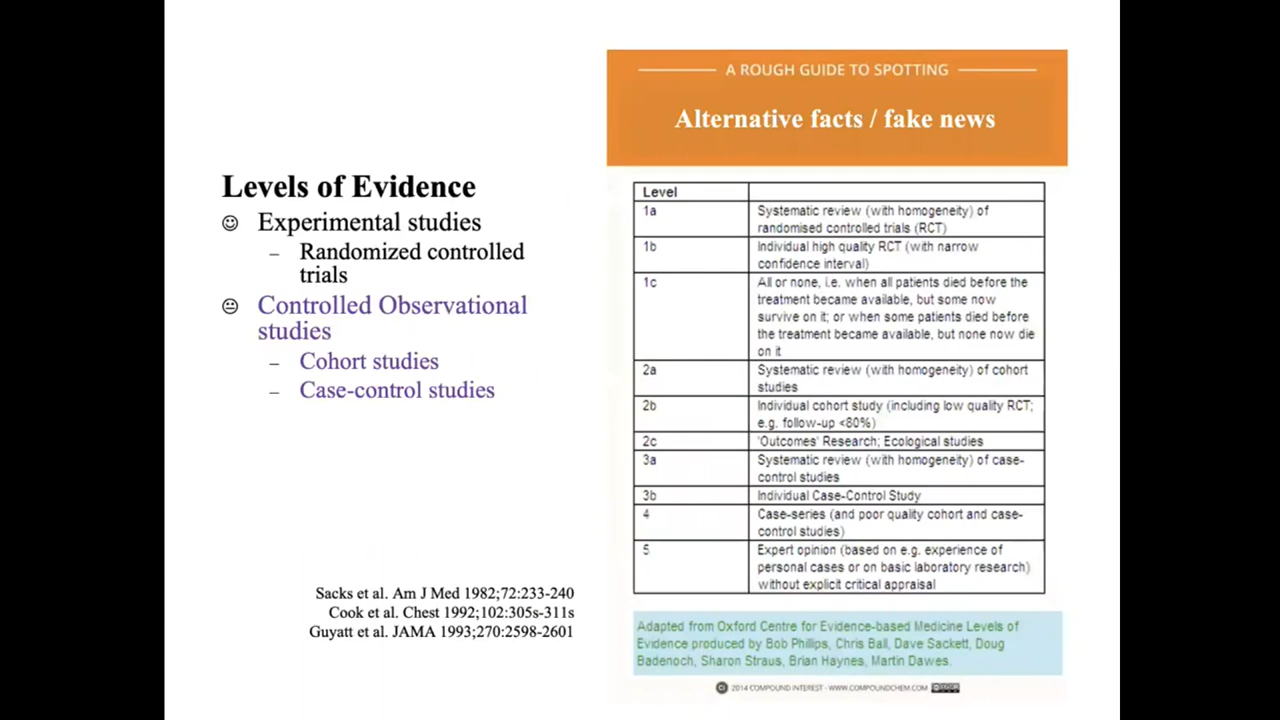 Levels of Evidence
Experimental studies
– Randomized controlled
trials
Controlled Observational
studies
– Cohort studies
– Case-control studies
Sacks et al. Am J Med 1982;72:233-240
Cook et al. Chest 1992;102:305s-311s
Guyatt et al. JAMA 1993;270:2598-2601
A ROUGH GUIDE TO SPOTTING
Alternative facts / fake news
Level
1a Systematic review (with homogeneity) of
randomised controlled trials (RCT)
1b Individual high quality RCT (with narrow
confidence interval)
1c All or none, i.e. when all patients died before the
treatment became available, but some now
survive on it; or when some patients died before
the treatment became available, but none now die
on it
2a Systematic review (with homogeneity) of cohort
studies
2b Individual cohort study (including low quality RCT;
e.g. follow-up <80%)
2c 'Outcomes' Research; Ecological studies
3a Systematic review (with homogeneity) of case-
control studies
3b Individual Case-Control Study
4 Case-series (and poor quality cohort and case-
control studies)
5 Expert opinion (based on e.g. experience of
personal cases or on basic laboratory research)
without explicit critical appraisal
Adapted from Oxford Centre for Evidence-based Medicine Levels of
Evidence produced by Bob Phillips, Chris Ball, Dave Sackett, Doug
Badenoch, Sharon Straus, Brian Haynes, Martin Dawes.
Ci 2014 COMPOUND INTEREST - WWW.COMPOUNDCHEM.COM